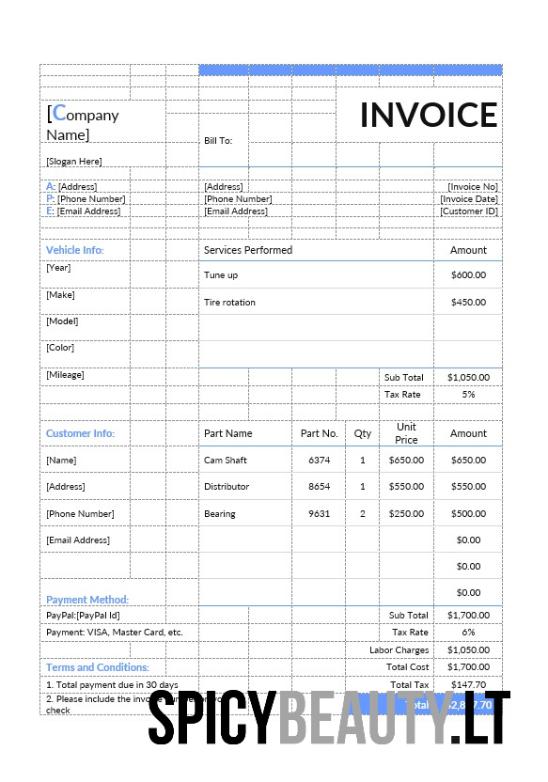 INVOICE
[Company
Name]
Bill To:
[Slogan Here]
A: [Address] [Address] [Invoice No]
P: [Phone Number] [Phone Number] [Invoice Date]
E: [Email Address] [Email Address] [Customer ID]
Vehicle Info: Services Performed Amount
[Year]
Tune up $600.00
[Make]
Tire rotation $450.00
[Model]
[Color]
[Mileage] Sub Total $1,050.00
Tax Rate 5%
Customer Info: Part Name Part No. Qty Unit Price Amount
[Name] Cam Shaft 6374 1 $650.00 $650.00
[Address] Distributor 8654 1 $550.00 $550.00
[Phone Number] Bearing 9631 2 $250.00 $500.00
[Email Address] $0.00
$0.00
$0.00
Payment Method:
PayPal:[PayPal Id] Sub Total $1,700.00
Payment: VISA, Master Card, etc. Tax Rate 6%
Labor Charges $1,050.00
Terms and Conditions: Total Cost $1,700.00
1. Total payment due in 30 days Total Tax $147.70
2. Please include the Total
check
SPICYBEAUTY.LT